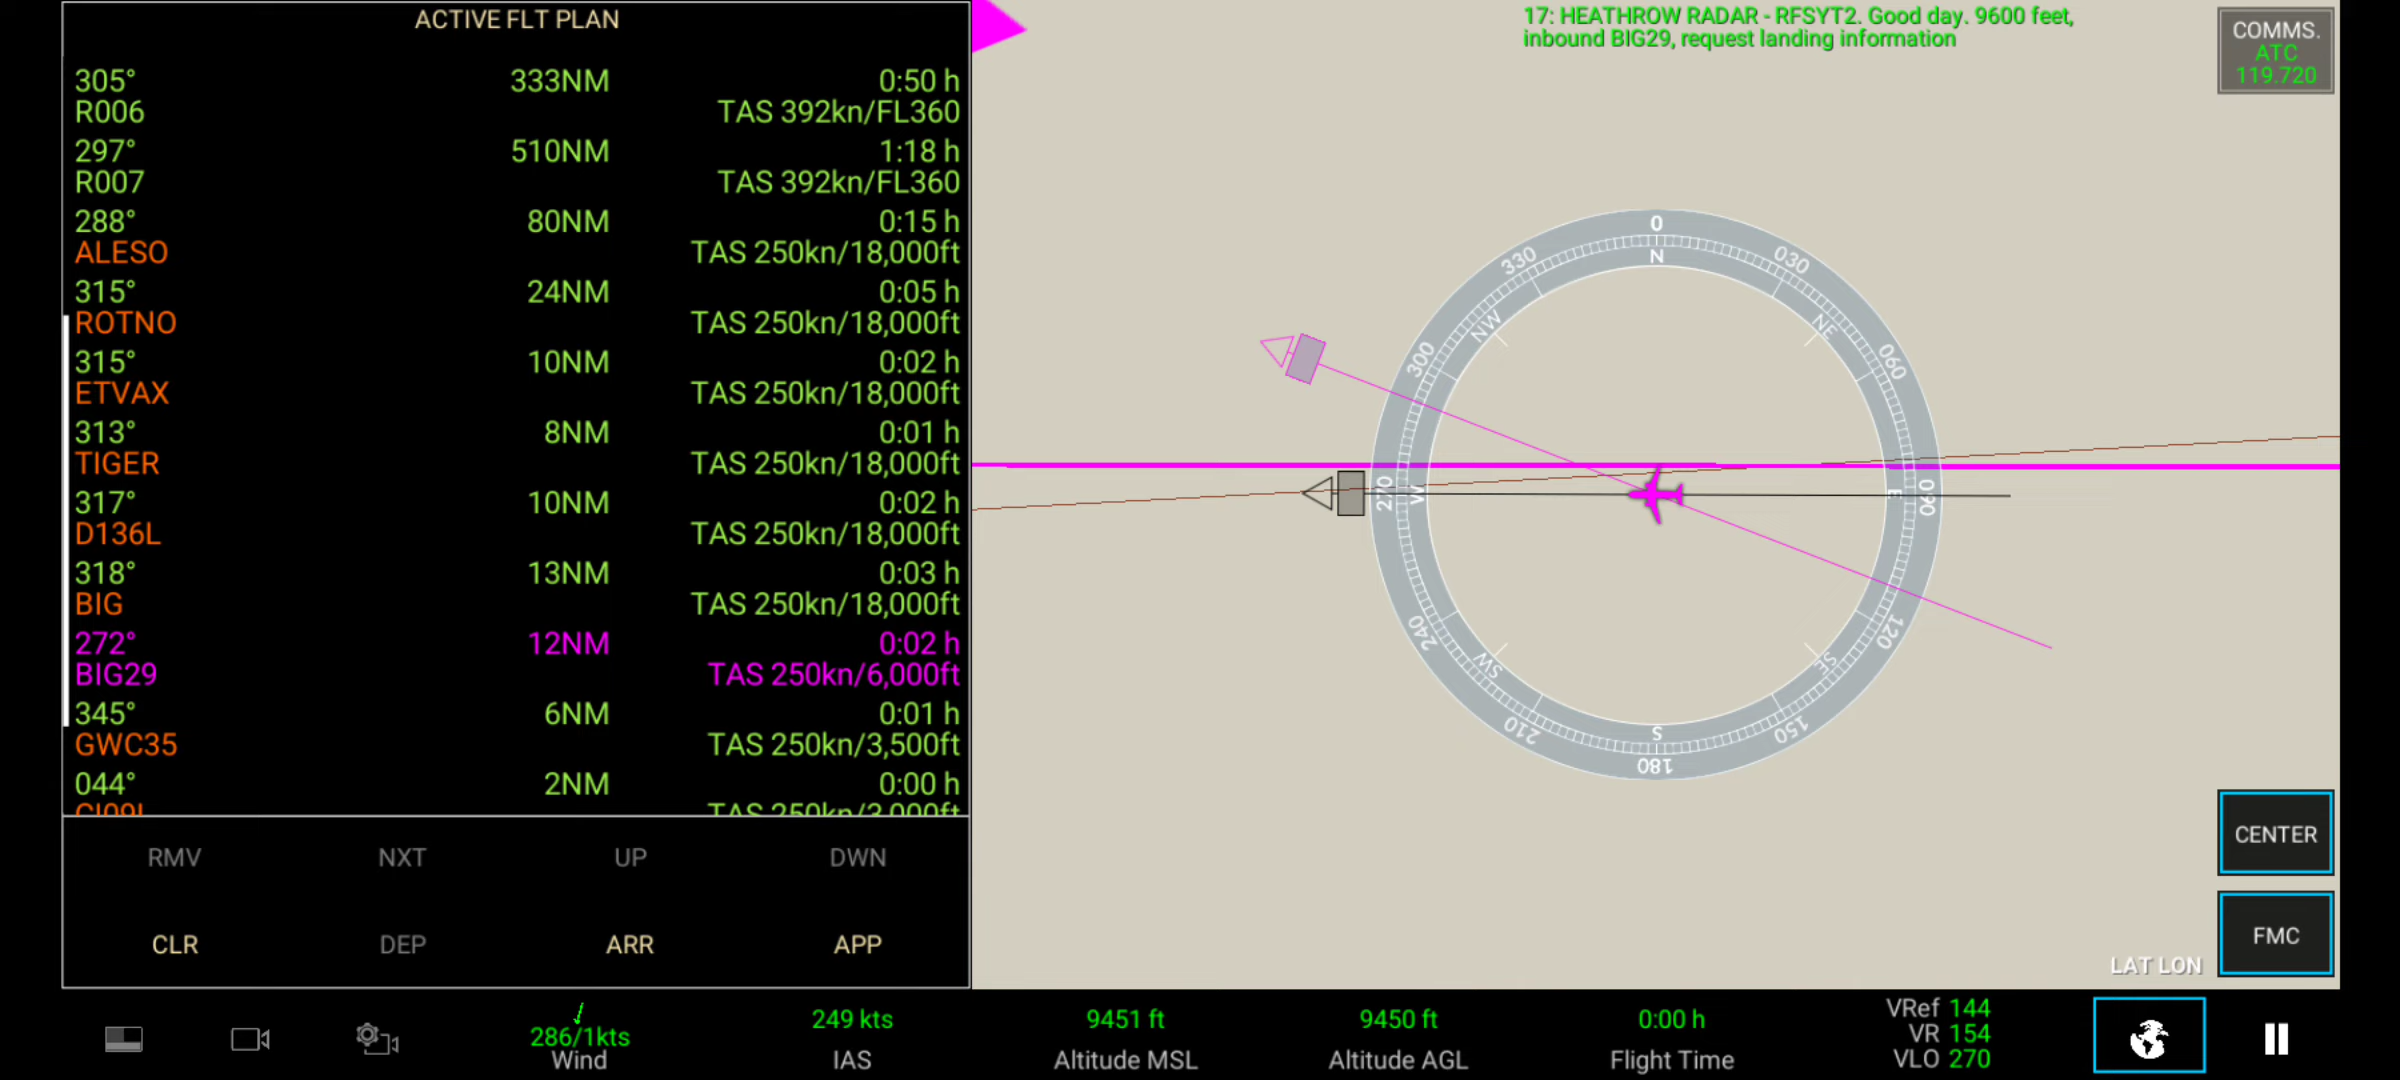 ACTIVE FLT PLAN
305° 333NM 0:50 h
R006 TAS 392kn/FL360
297° 510NM 1:18 h
R007 TAS 392kn/FL360
288° 80NM 0:15 h
ALESO TAS 250kn/18,000ft
315° 24NM 0:05 h
ROTNO TAS 250kn/18,000ft
315° 10NM 0:02 h
ETVAX TAS 250kn/18,000ft
313° 8NM 0:01 h
TIGER TAS 250kn/18,000ft
317° 10NM 0:02 h
D136L TAS 250kn/18,000ft
318° 13NM 0:03 h
BIG TAS 250kn/18,000ft
272° 12NM 0:02 h
BIG29 TAS 250kn/6,000ft
345° 6NM 0:01 h
GWC35 TAS 250kn/3,500ft
044° 2NM 0:00 h
TAS 250kn/3,000ft
RMV NXT UP DWN
CLR DEP ARR APP
17: HEATHROW RADAR - RFSYT2. Good day. 9600 feet,
inbound BIG29, request landing information
COMMS.
ATC
119.720
0
N
030
NE
060
090
E
120
SE
150
180
S
210
SW
240
270
W
300
NW
330
CENTER
FMC
LAT LON
286/1kts
Wind
249 kts
IAS
9451 ft
Altitude MSL
9450 ft
Altitude AGL
0:00 h
Flight Time
VRef 144
VR 154
VLO 270